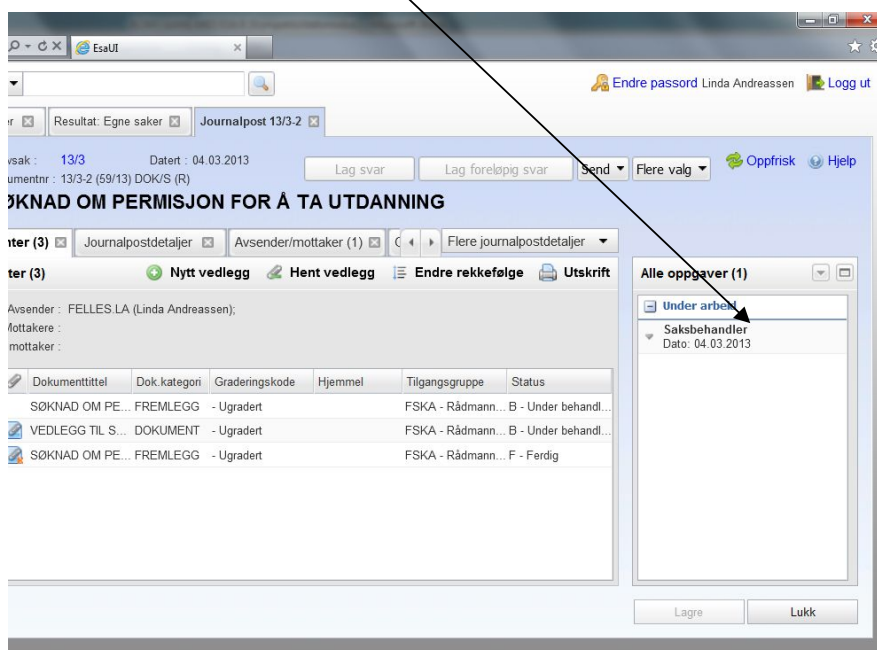 EsaUI
Endre passord Linda Andreassen Logg ut
er Resultat: Egne saker Journalpost 13/3-2
vsak : 13/3 Datert : 04.03.2013 Lag svar Lag foreløpig svar Send Flere valg Oppfrisk Hjelp
umentnr : 13/3-2 (59/13) DOK/S (R)
ØKNAD OM PERMISJON FOR Å TA UTDANNING
nter (3) Journalpostdetaljer Avsender/mottaker (1) Flere journalpostdetaljer
ter (3) Nytt vedlegg Hent vedlegg Endre rekkefølge Utskrift Alle oppgaver (1)
Under arbeid
Avsender : FELLES.LA (Linda Andreassen);
Mottakere :
mottaker :
Saksbehandler
Dato: 04.03.2013
Dokumenttittel Dok.kategori Graderingskode Hjemmel Tilgangsgruppe Status
SØKNAD OM PE... FREMLEGG - Ugradert FSKA - Rådmann... B - Under behandl...
VEDLEGG TIL S... DOKUMENT - Ugradert FSKA - Rådmann... B - Under behandl...
SØKNAD OM PE... FREMLEGG - Ugradert FSKA - Rådmann... F - Ferdig
Lagre Lukk